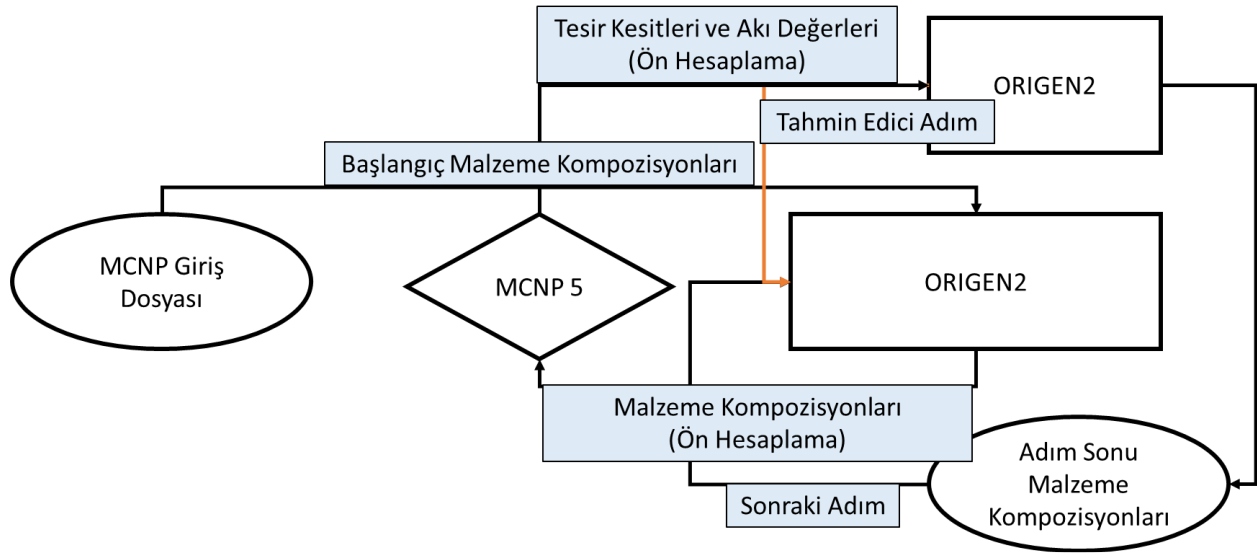 Tesir Kesitleri ve Akı Değerleri
(Ön Hesaplama)
ORIGEN2
Tahmin Edici Adım
Başlangıç Malzeme Kompozisyonları
MCNP Giriş
Dosyası
MCNP 5
ORIGEN2
Malzeme Kompozisyonları
(Ön Hesaplama)
Adım Sonu
Malzeme
Kompozisyonları
Sonraki Adım